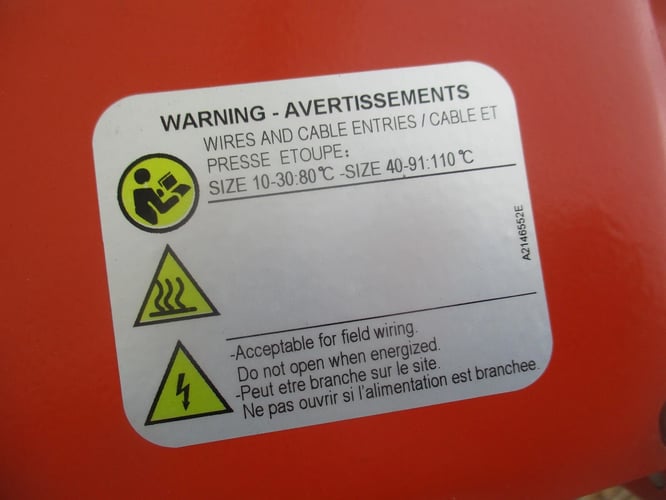 WARNING - AVERTISSEMENTS
WIRES AND CABLE ENTRIES / CABLE ET
PRESSE ETOUPE:
SIZE 10-30:80°C -SIZE 40-91:110°C
A2146552E
-Acceptable for field wiring.
Do not open when energized.
-Peut etre branche sur le site.
Ne pas ouvrir si l'alimentation est branchee.